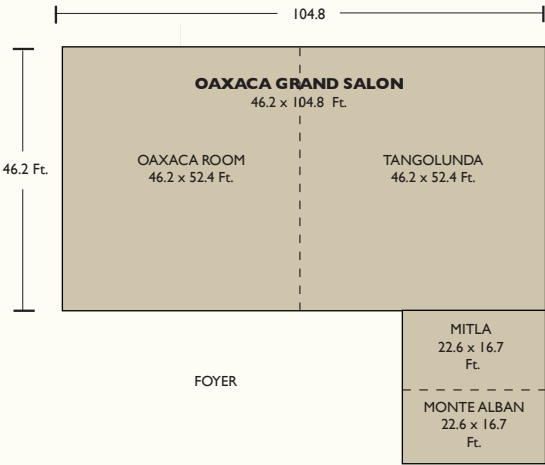 104.8
OAXACA GRAND SALON
46.2 x 104.8 Ft.
46.2 Ft.
OAXACA ROOM
46.2 x 52.4 Ft.
TANGOLUNDA
46.2 x 52.4 Ft.
MITLA
22.6 x 16.7
Ft.
FOYER
MONTE ALBAN
22.6 x 16.7
Ft.